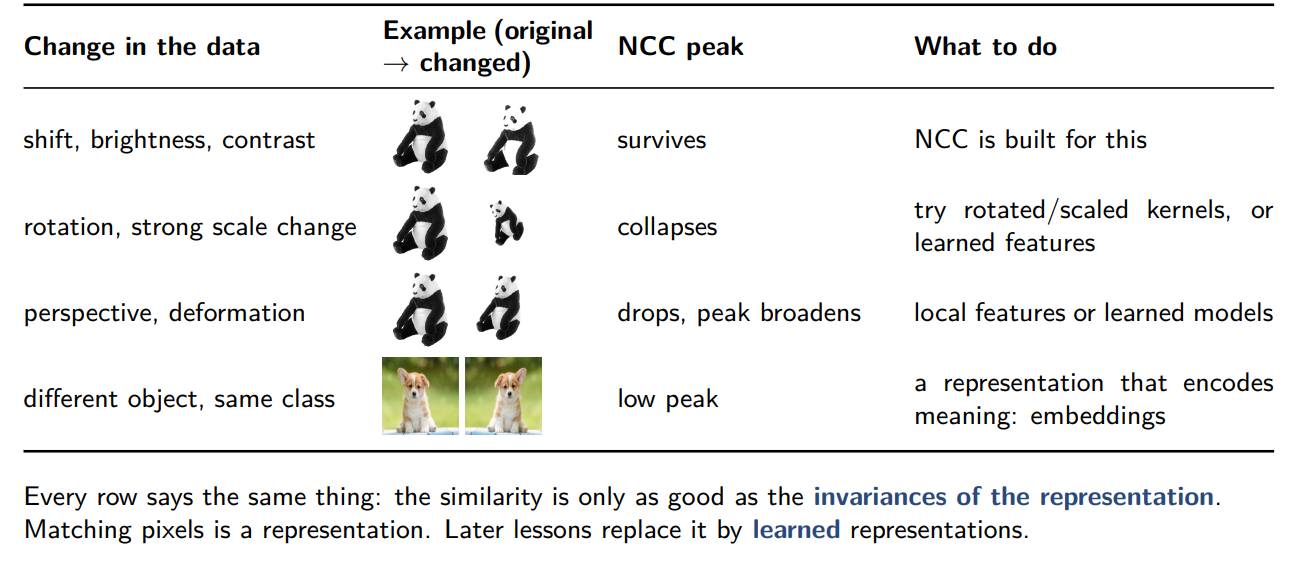 Change in the data
Example (original
→ changed)
NCC peak
What to do
shift, brightness, contrast
survives
NCC is built for this
rotation, strong scale change
collapses
try rotated/scaled kernels, or
learned features
perspective, deformation
drops, peak broadens
local features or learned models
different object, same class
low peak
a representation that encodes
meaning: embeddings
Every row says the same thing: the similarity is only as good as the invariances of the representation.
Matching pixels is a representation. Later lessons replace it by learned representations.